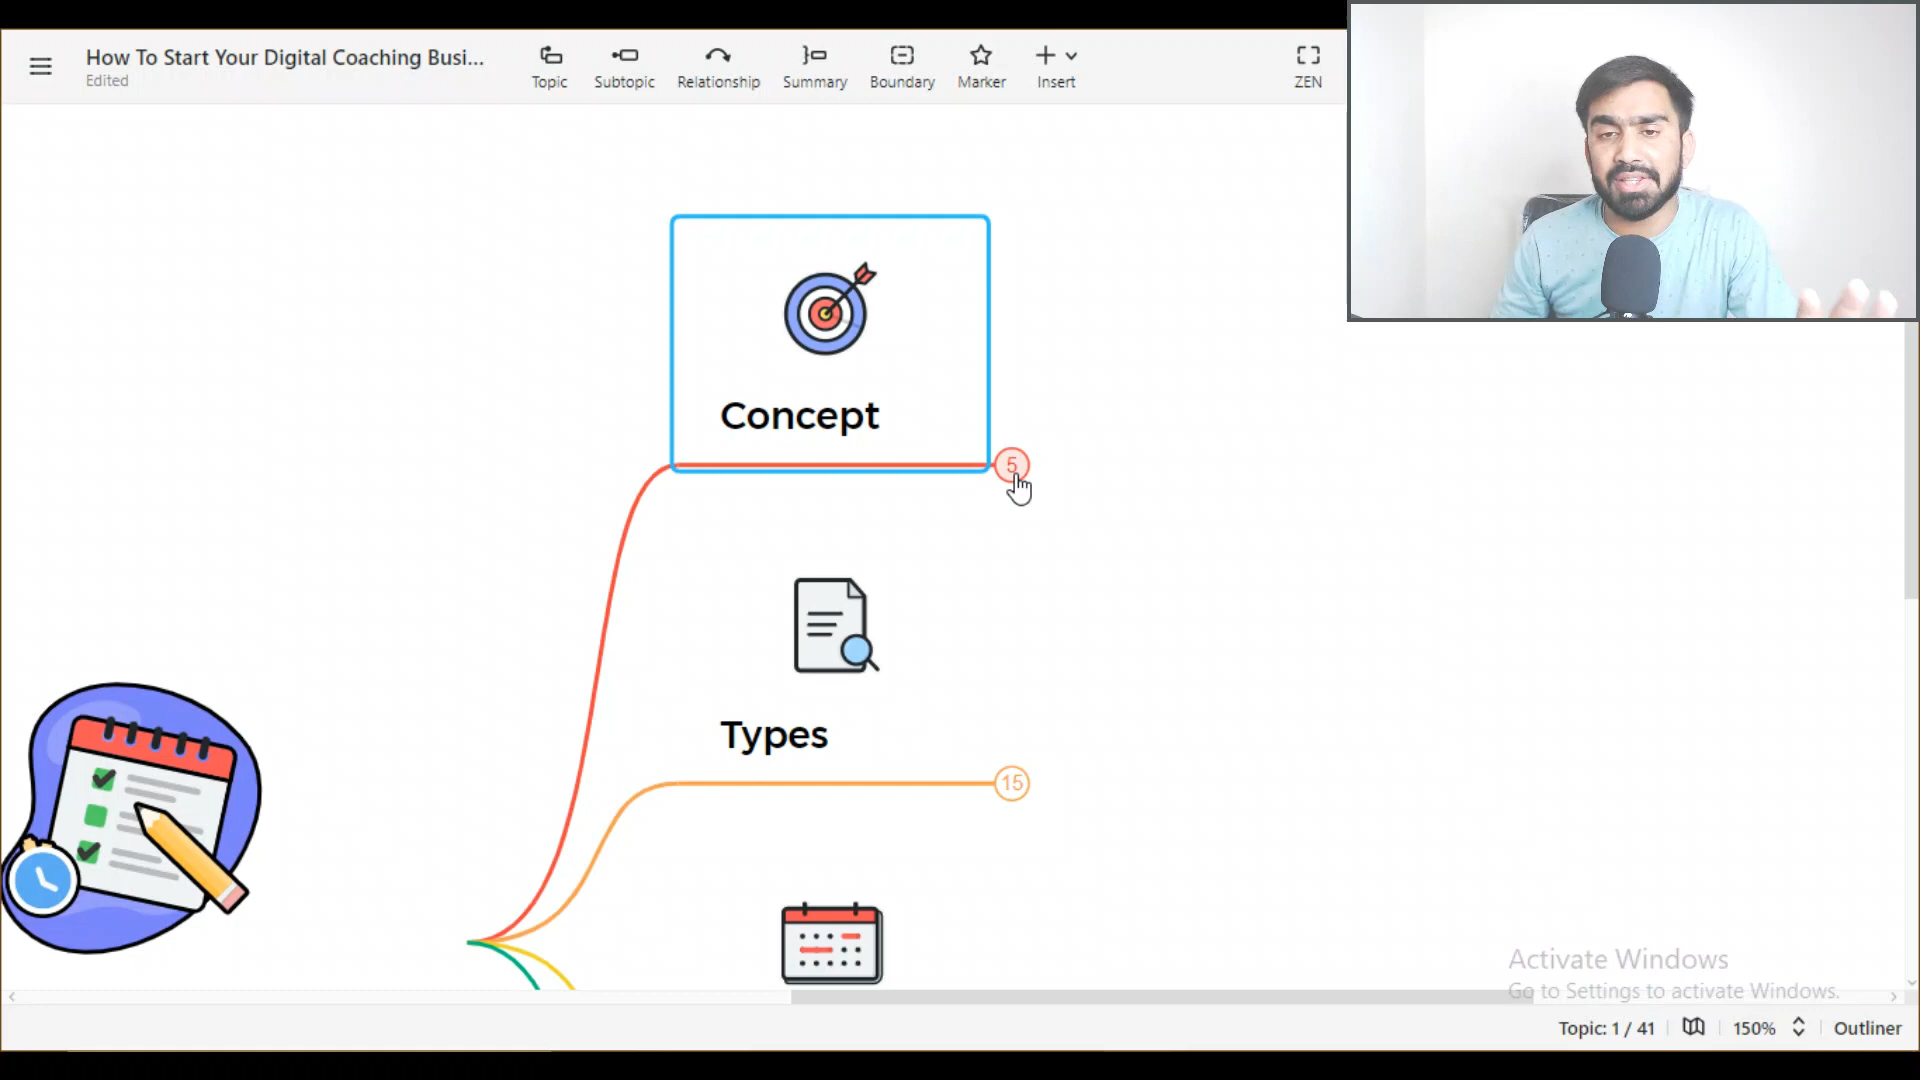 How To Start Your Digital Coaching Busi...
Edited
Topic
Subtopic
Relationship
Summary
Boundary
Marker
Insert
ZEN
Concept
5
Types
15
Activate Windows
Go to Settings to activate Windows.
Topic: 1 / 41
150%
Outliner